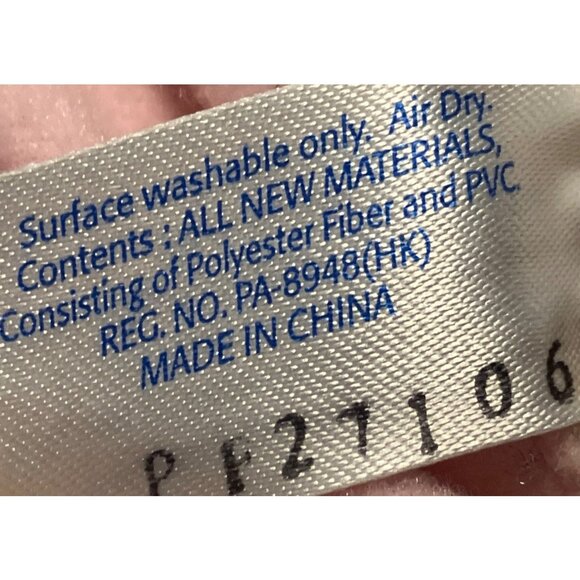 Surface washable only. Air Dry.
Contents : ALL NEW MATERIALS,
Consisting of Polyester Fiber and PVC
REG. NO. PA-8948(HK)
MADE IN CHINA
PF27106